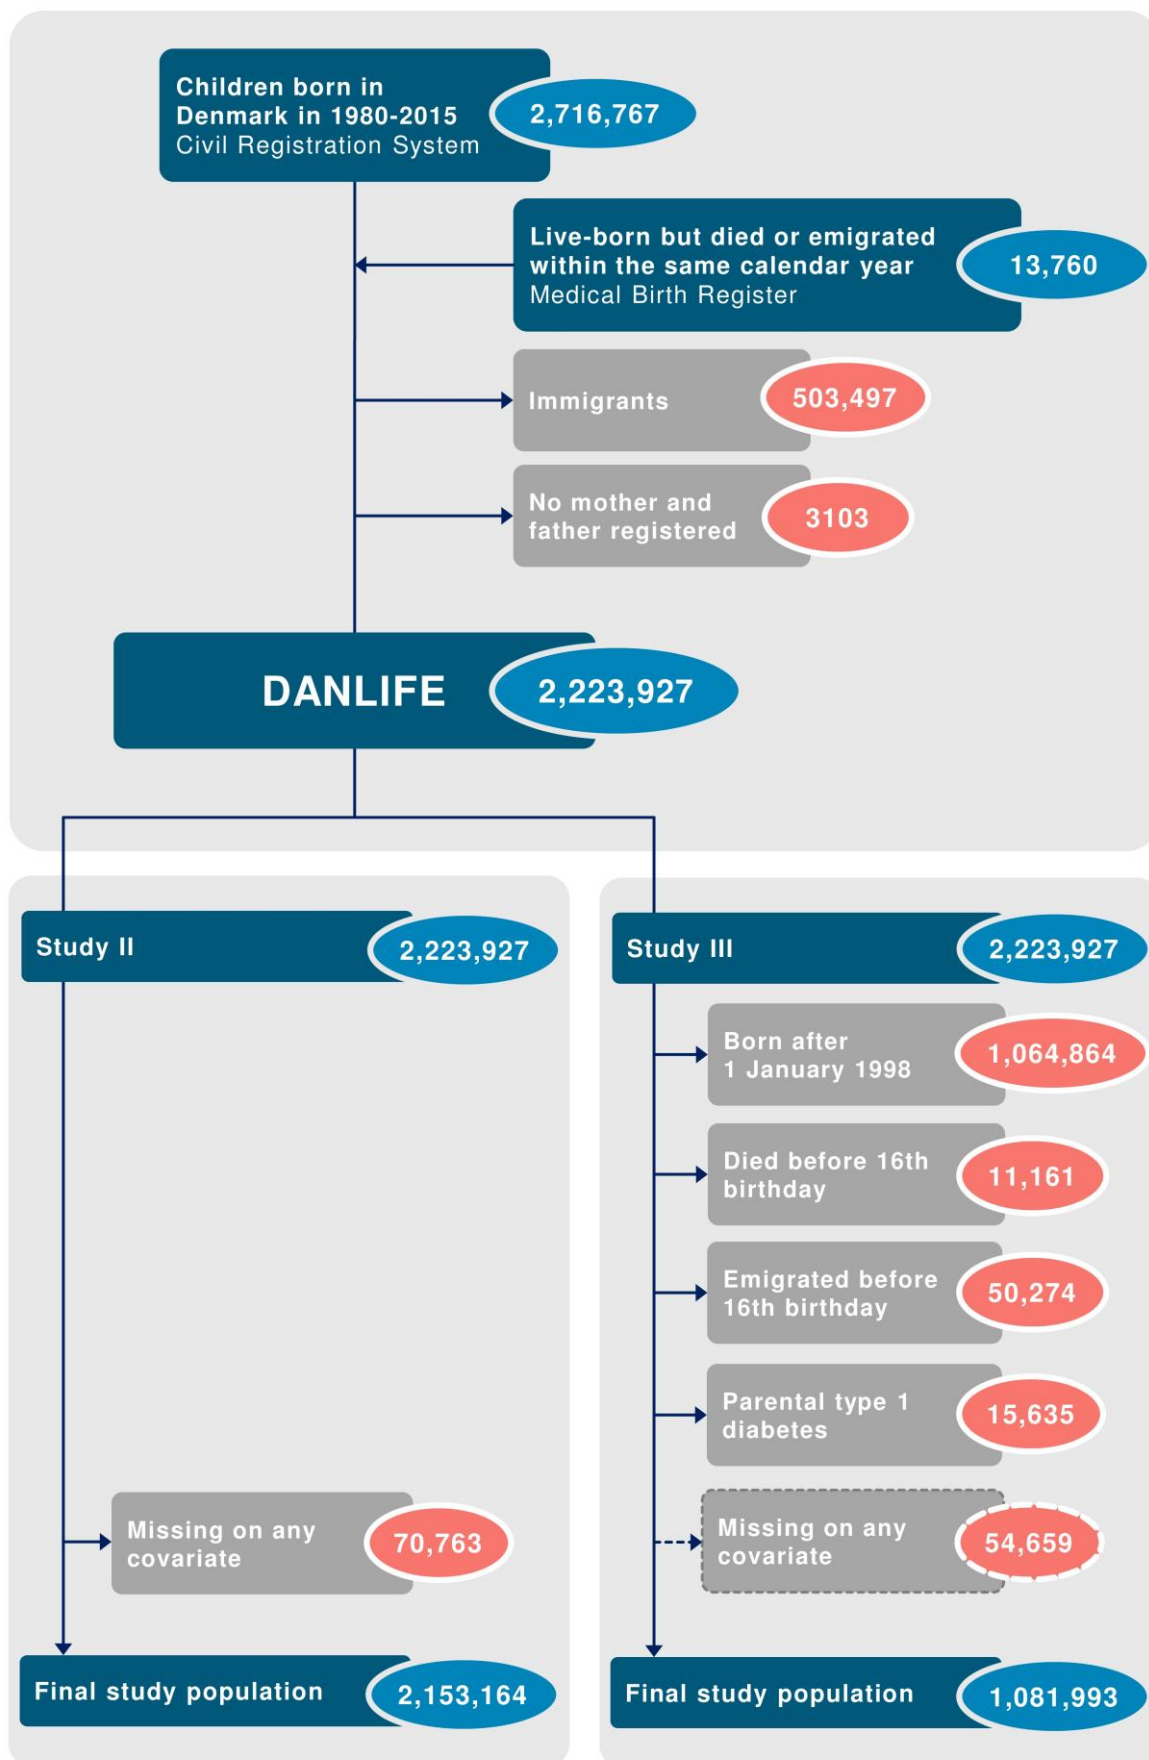 Children born in
Denmark in 1980-2015
Civil Registration System
2,716,767
Live-born but died or emigrated
within the same calendar year
Medical Birth Register
13,760
Immigrants
503,497
No mother and
father registered
3103
DANLIFE
2,223,927
Study II
2,223,927
Missing on any
covariate
70,763
Final study population
2,153,164
Study III
2,223,927
Born after
1 January 1998
1,064,864
Died before 16th
birthday
11,161
Emigrated before
16th birthday
50,274
Parental type 1
diabetes
15,635
Missing on any
covariate
54,659
Final study population
1,081,993